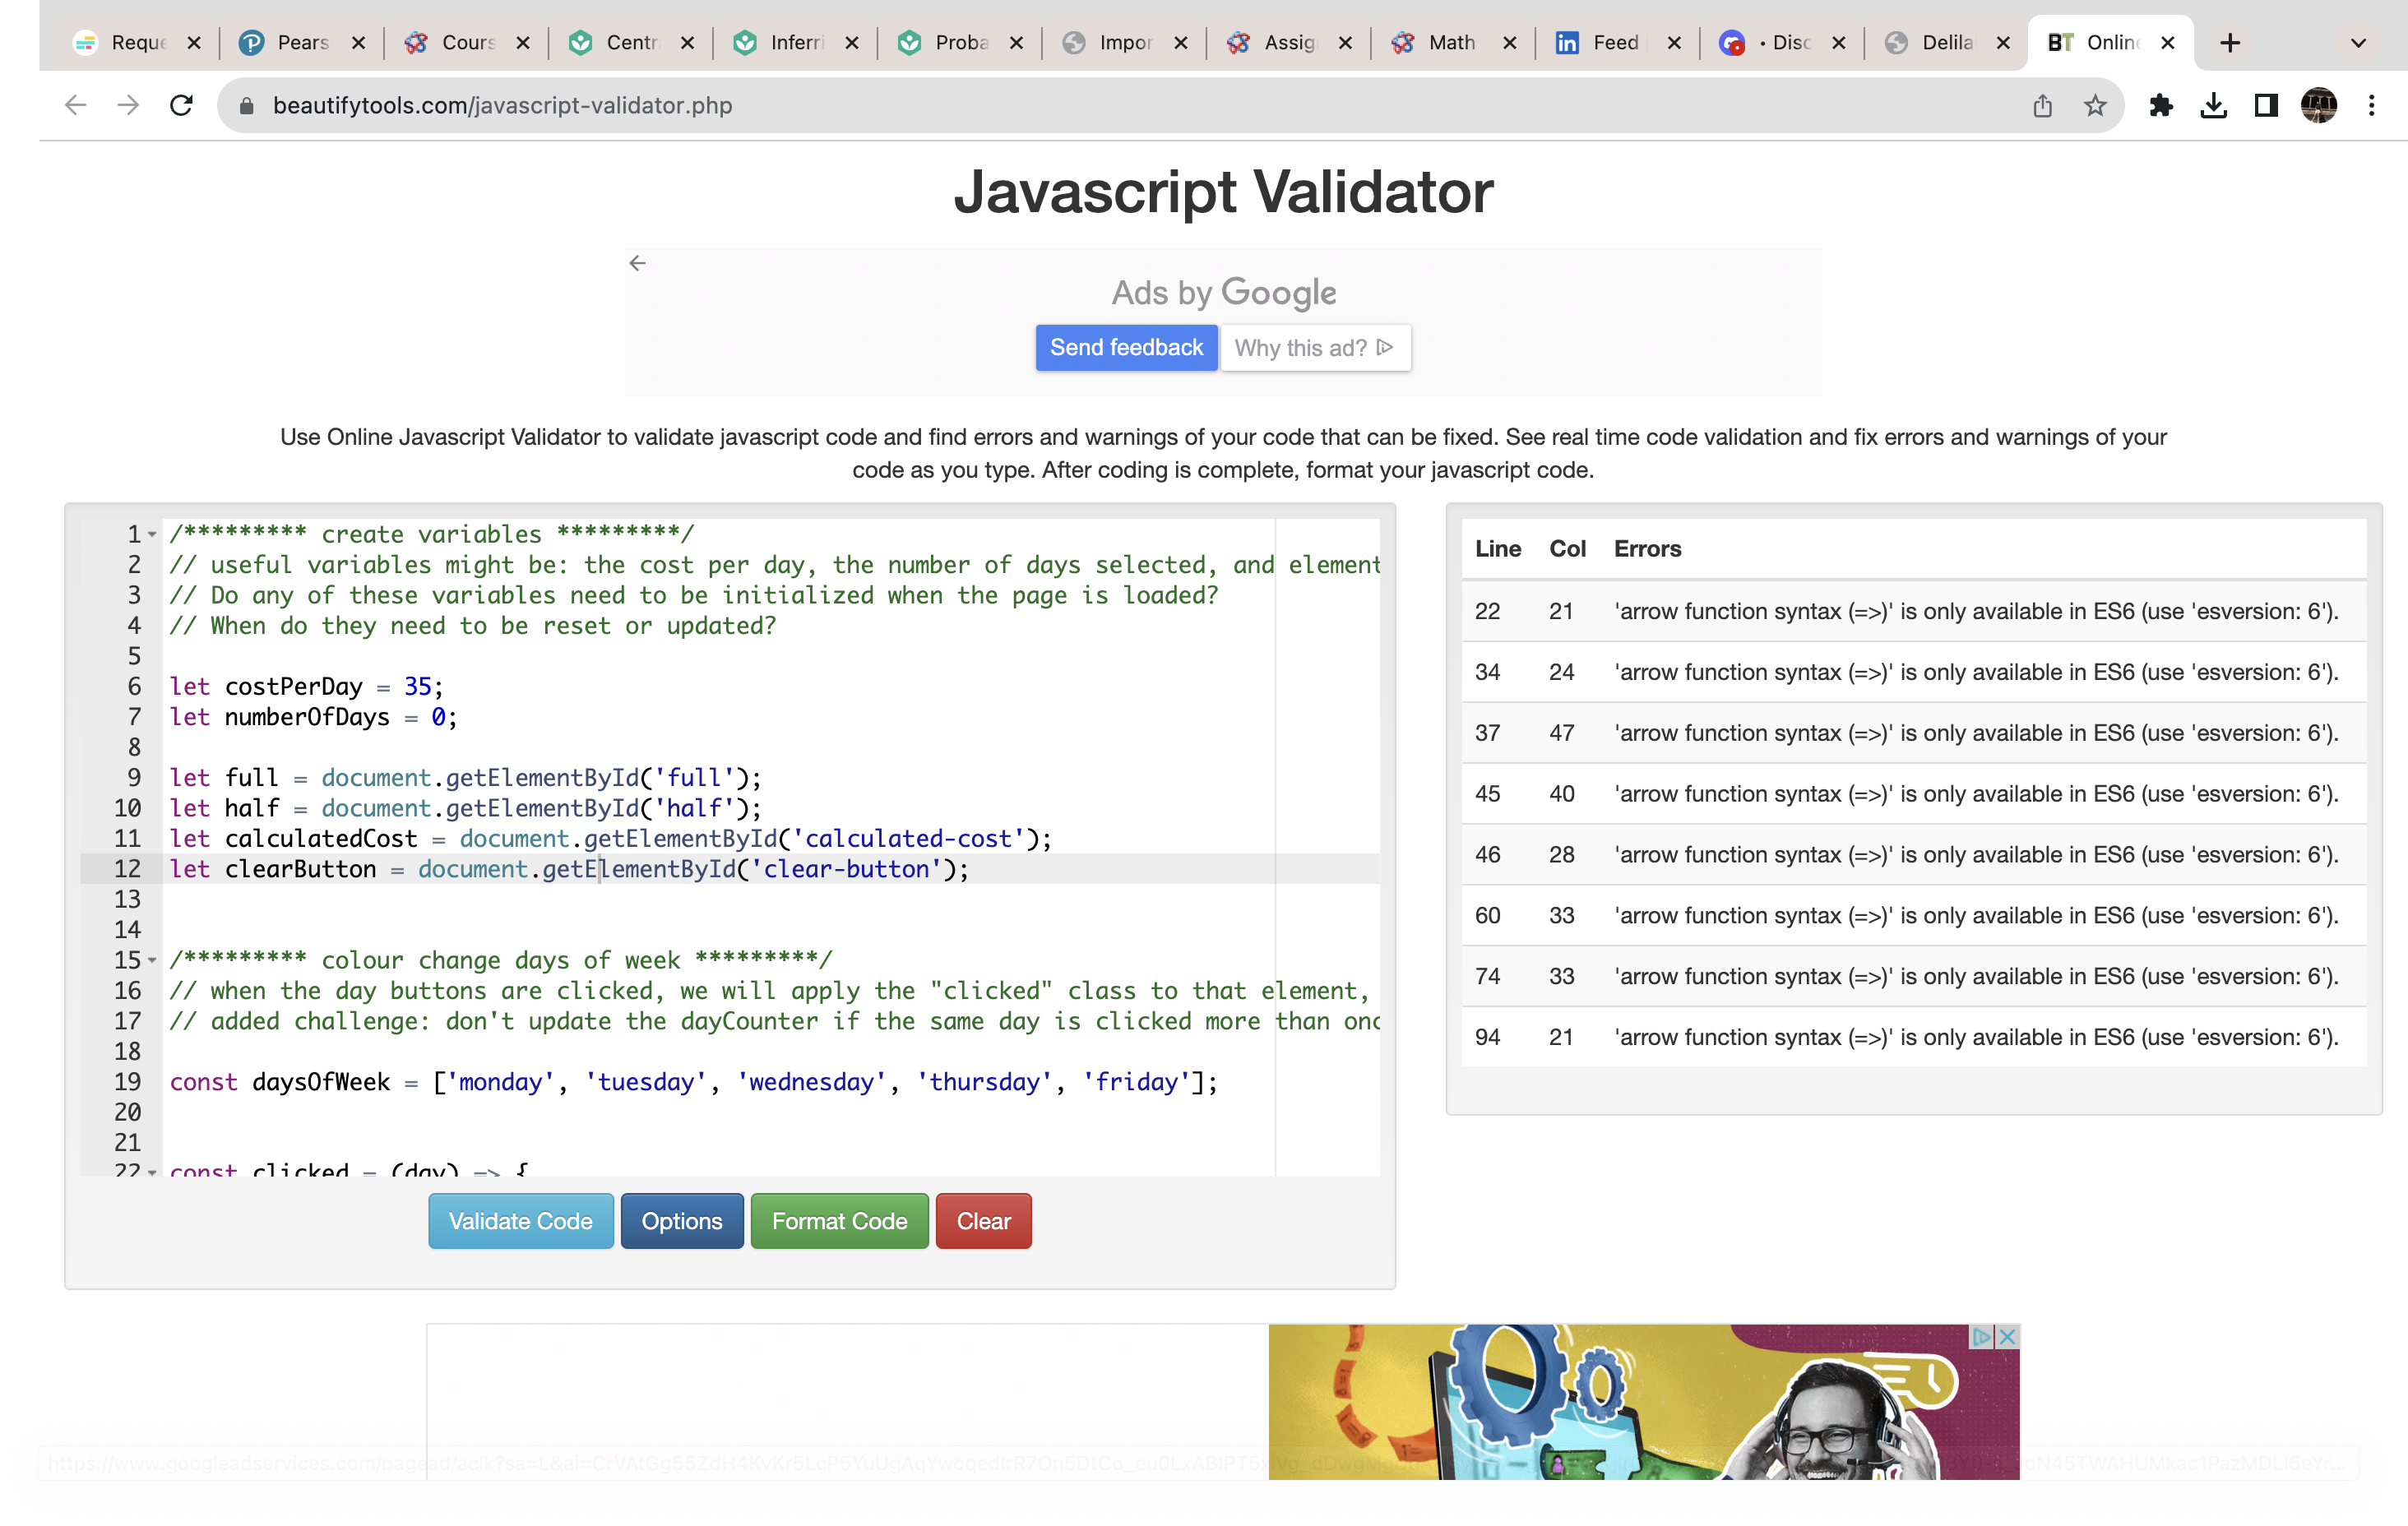 Reque
Pears
Cours
Centr
Inferri
Proba
Impor
Assig
Math
in Feed
• Disc
Delila
BT Online
beautifytools.com/javascript-validator.php
Javascript Validator
Ads by Google
Send feedback
Why this ad?
Use Online Javascript Validator to validate javascript code and find errors and warnings of your code that can be fixed. See real time code validation and fix errors and warnings of your
code as you type. After coding is complete, format your javascript code.
1 /********* create variables *********/
2 // useful variables might be: the cost per day, the number of days selected, and element
3 // Do any of these variables need to be initialized when the page is loaded?
4 // When do they need to be reset or updated?
5
6 let costPerDay = 35;
7 let numberOfDays = 0;
8
9 let full = document.getElementById('full');
10 let half = document.getElementById('half');
11 let calculatedCost = document.getElementById('calculated-cost');
12 let clearButton = document.getElementById('clear-button');
13
14
15 /********* colour change days of week *********/
16 // when the day buttons are clicked, we will apply the "clicked" class to that element,
17 // added challenge: don't update the dayCounter if the same day is clicked more than onc
18
19 const daysOfWeek = ['monday', 'tuesday', 'wednesday', 'thursday', 'friday'];
20
21
22 const clicked = (day) => {
Validate Code
Options
Format Code
Clear
Line Col Errors
22 21 'arrow function syntax (=>)' is only available in ES6 (use 'esversion: 6').
34 24 'arrow function syntax (=>)' is only available in ES6 (use 'esversion: 6').
37 47 'arrow function syntax (=>)' is only available in ES6 (use 'esversion: 6').
45 40 'arrow function syntax (=>)' is only available in ES6 (use 'esversion: 6').
46 28 'arrow function syntax (=>)' is only available in ES6 (use 'esversion: 6').
60 33 'arrow function syntax (=>)' is only available in ES6 (use 'esversion: 6').
74 33 'arrow function syntax (=>)' is only available in ES6 (use 'esversion: 6').
94 21 'arrow function syntax (=>)' is only available in ES6 (use 'esversion: 6').